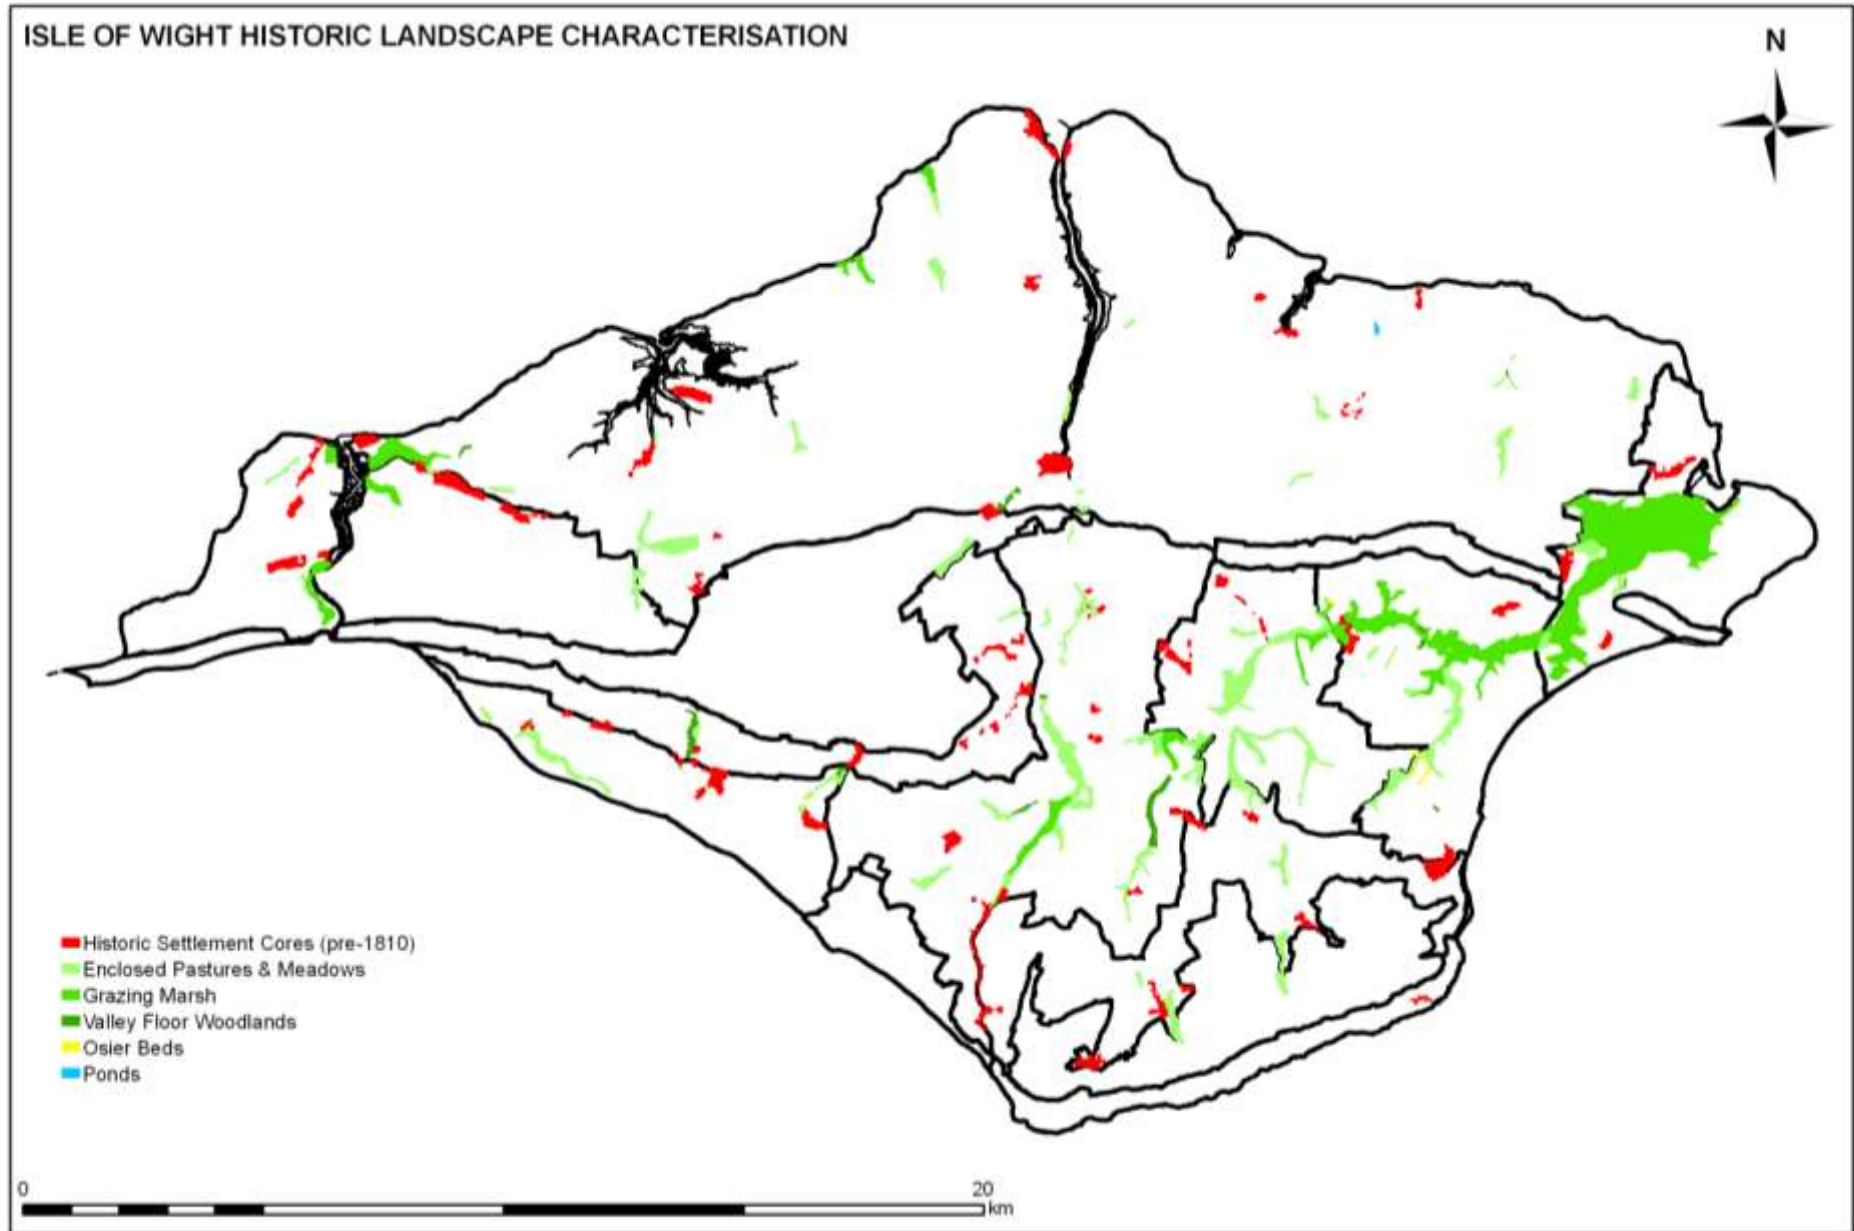 ISLE OF WIGHT HISTORIC LANDSCAPE CHARACTERISATION
N
Historic Settlement Cores (pre-1810)
Enclosed Pastures & Meadows
Grazing Marsh
Valley Floor Woodlands
Osier Beds
Ponds
0 20
km